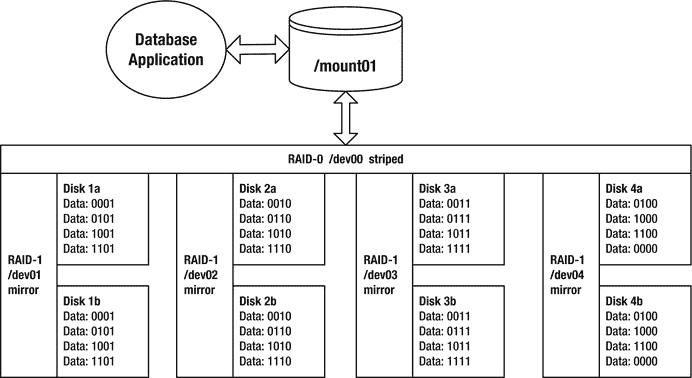 Database
Application
/mount01
RAID-0 /dev00 striped
RAID-1
/dev01
mirror
Disk 1a
Data: 0001
Data: 0101
Data: 1001
Data: 1101
Disk 1b
Data: 0001
Data: 0101
Data: 1001
Data: 1101
RAID-1
/dev02
mirror
Disk 2a
Data: 0010
Data: 0110
Data: 1010
Data: 1110
Disk 2b
Data: 0010
Data: 0110
Data: 1010
Data: 1110
RAID-1
/dev03
mirror
Disk 3a
Data: 0011
Data: 0111
Data: 1011
Data: 1111
Disk 3b
Data: 0011
Data: 0111
Data: 1011
Data: 1111
RAID-1
/dev04
mirror
Disk 4a
Data: 0100
Data: 1000
Data: 1100
Data: 0000
Disk 4b
Data: 0100
Data: 1000
Data: 1100
Data: 0000